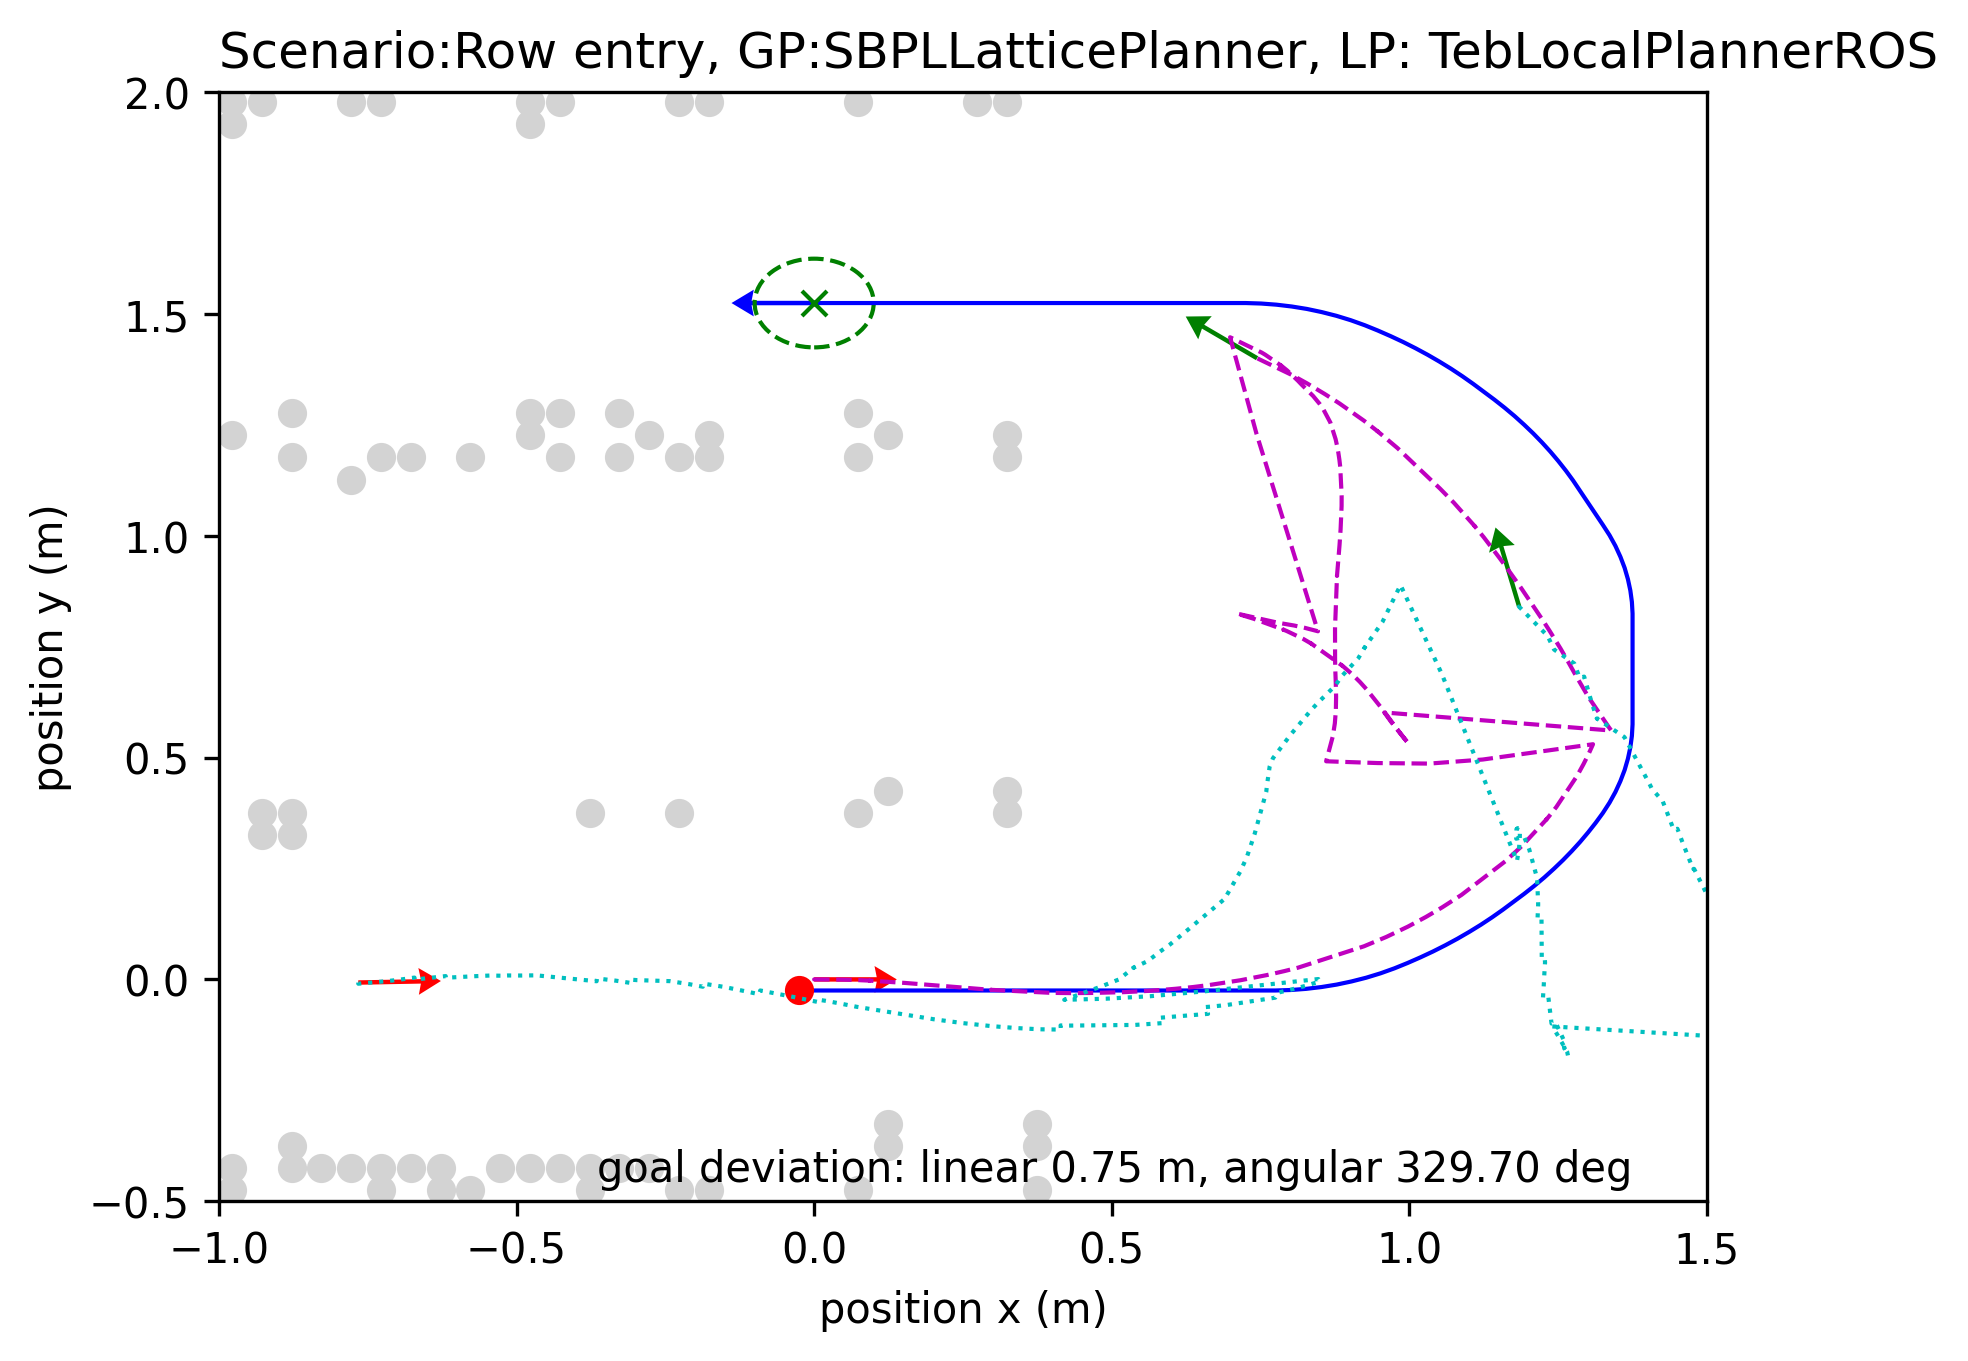 Scenario:Row entry, GP:SBPLLatticePlanner, LP: TebLocalPlannerROS
2.0
1.5
1.0
0.5
0.0
−0.5
position y (m)
goal deviation: linear 0.75 m, angular 329.70 deg
−1.0 −0.5 0.0 0.5 1.0 1.5
position x (m)